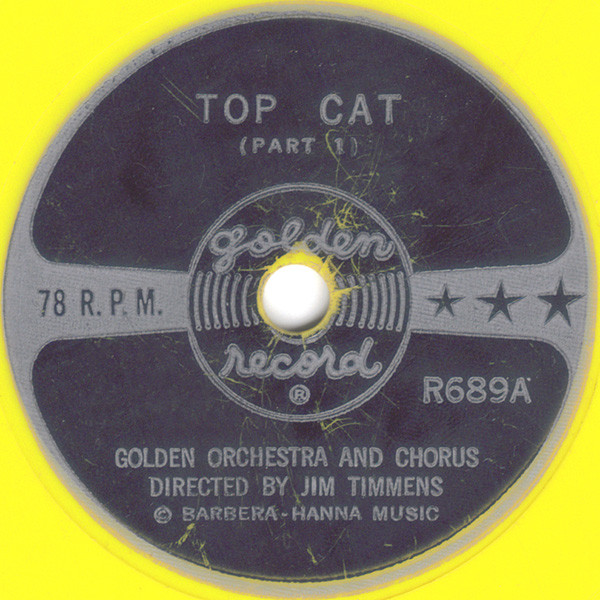 TOP CAT
(PART 1)
golden
78 R.P.M.
record
®
R689A
GOLDEN ORCHESTRA AND CHORUS
DIRECTED BY JIM TIMMENS
© BARBERA-HANNA MUSIC